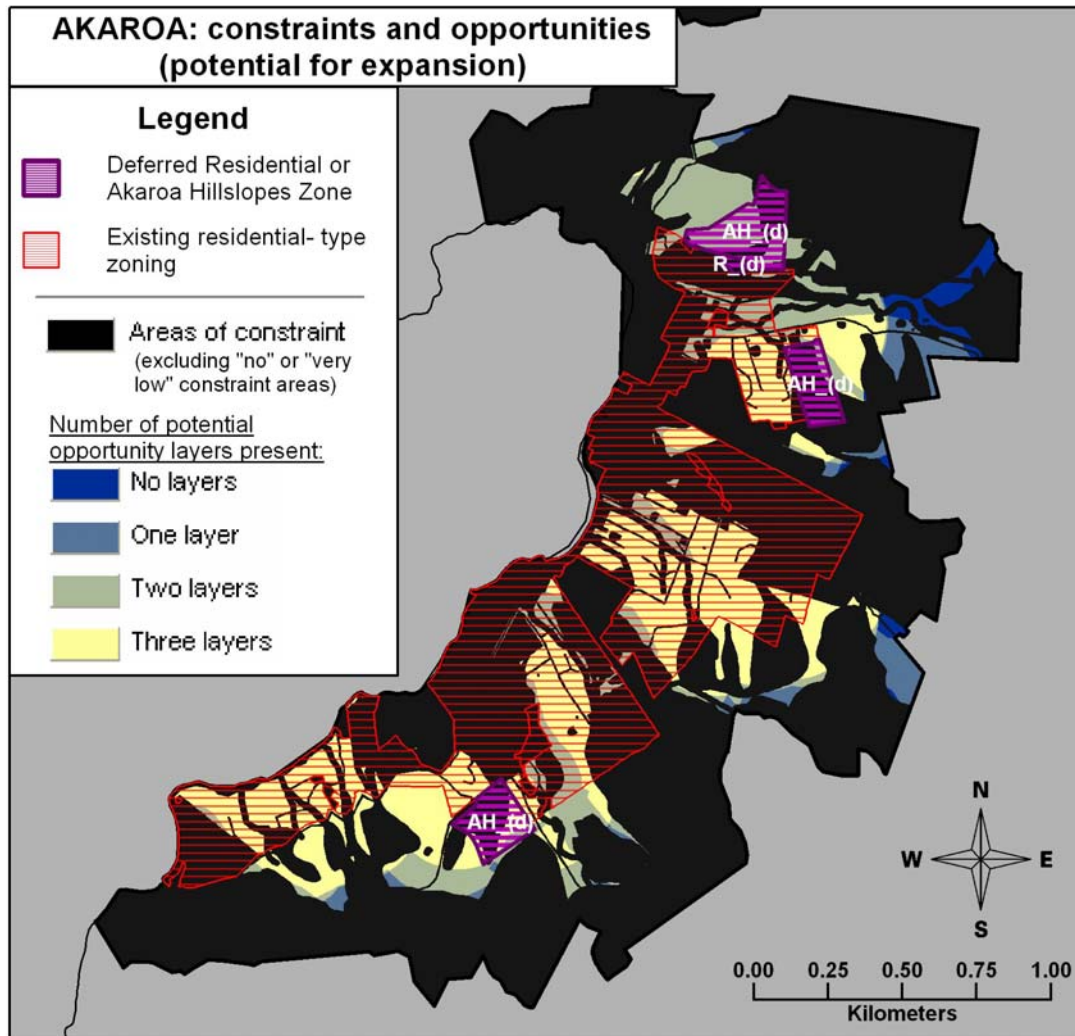 AKAROA: constraints and opportunities
(potential for expansion)
Legend
Deferred Residential or
Akaroa Hillslopes Zone
Existing residential- type
zoning
Areas of constraint
(excluding "no" or "very
low" constraint areas)
Number of potential
opportunity layers present:
No layers
One layer
Two layers
Three layers
AH_(d)
R_(d)
AH_(d)
AH_(d)
N
W
E
S
0.00 0.25 0.50 0.75 1.00
Kilometers